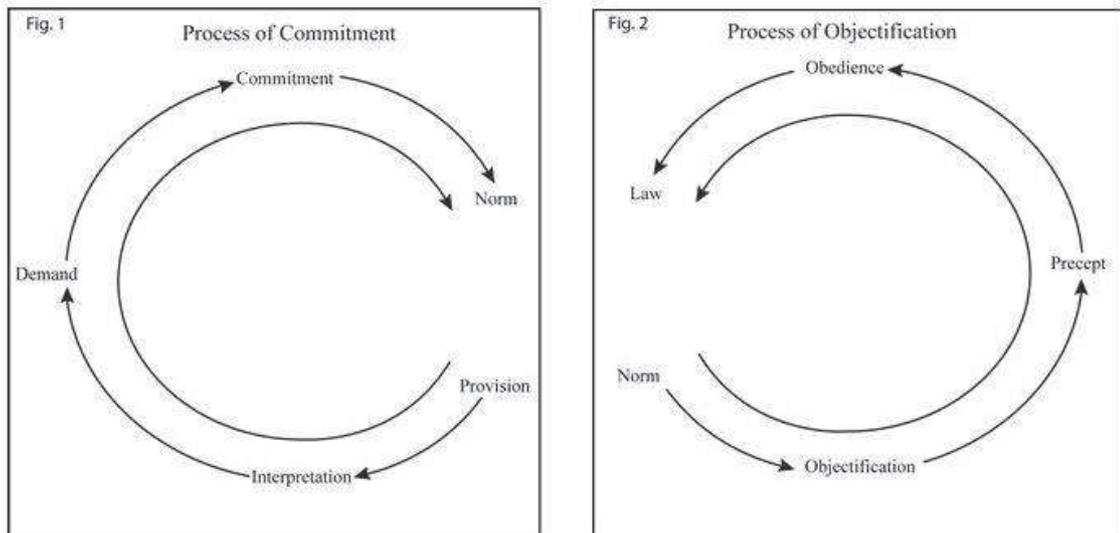 Fig. 1
Process of Commitment
Commitment
Norm
Demand
Provision
Interpretation
Fig. 2
Process of Objectification
Obedience
Law
Precept
Norm
Objectification